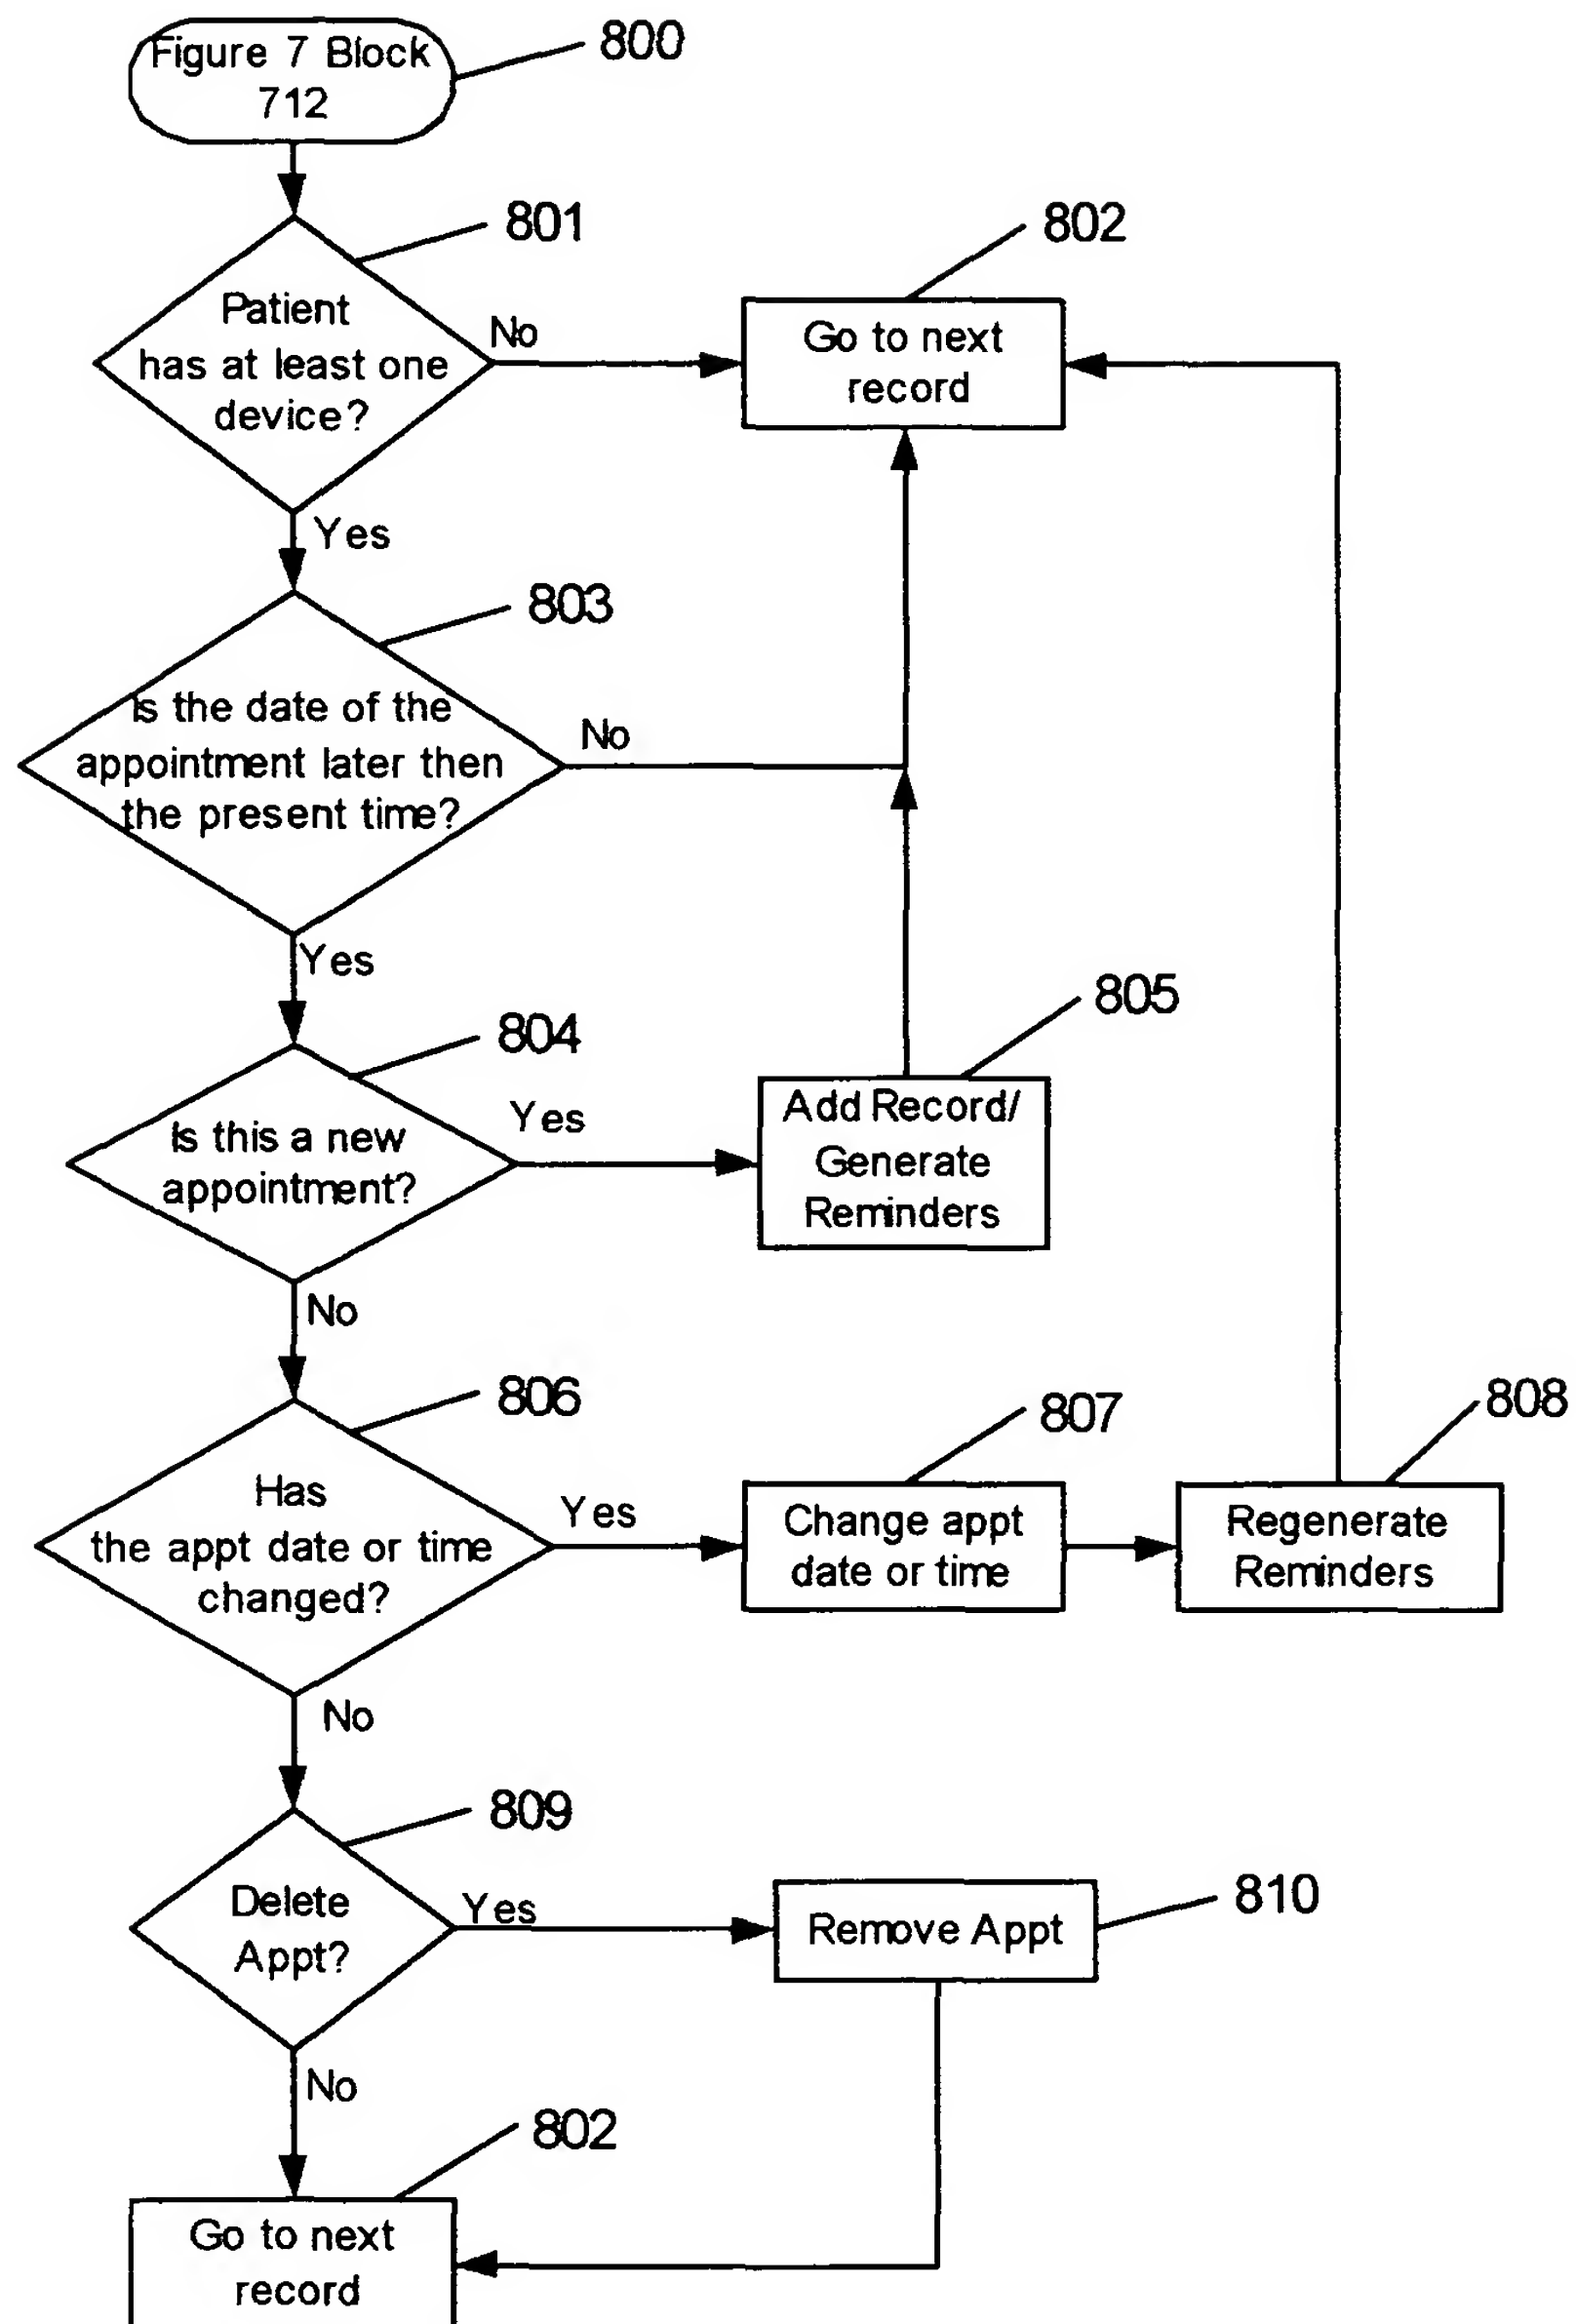 Figure 7 Block
712
800
801
Patient
has at least one
device?
No
802
Go to next
record
Yes
803
Is the date of the
appointment later then
the present time?
No
Yes
804
Is this a new
appointment?
Yes
805
Add Record/
Generate
Reminders
No
806
Has
the appt date or time
changed?
Yes
807
Change appt
date or time
808
Regenerate
Reminders
No
809
Delete
Appt?
Yes
810
Remove Appt
No
802
Go to next
record